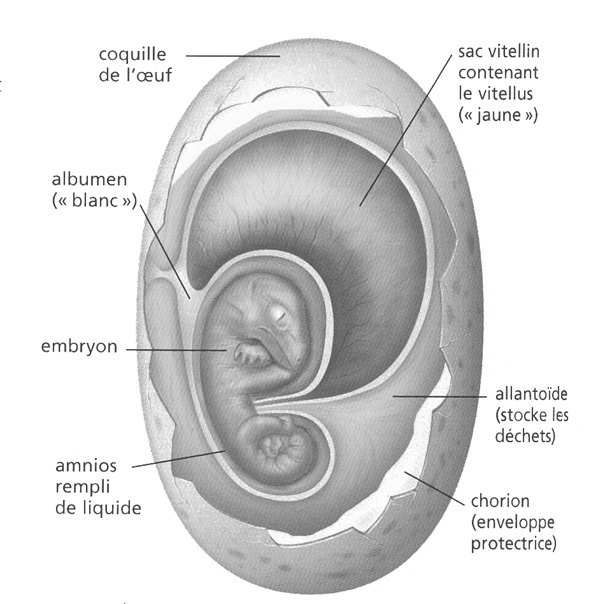 coquille
de l'œuf
sac vitellin
contenant
le vitellus
(« jaune »)
albumen
(« blanc »)
embryon
allantoïde
(stocke les
déchets)
amnios
rempli
de liquide
chorion
(enveloppe
protectrice)